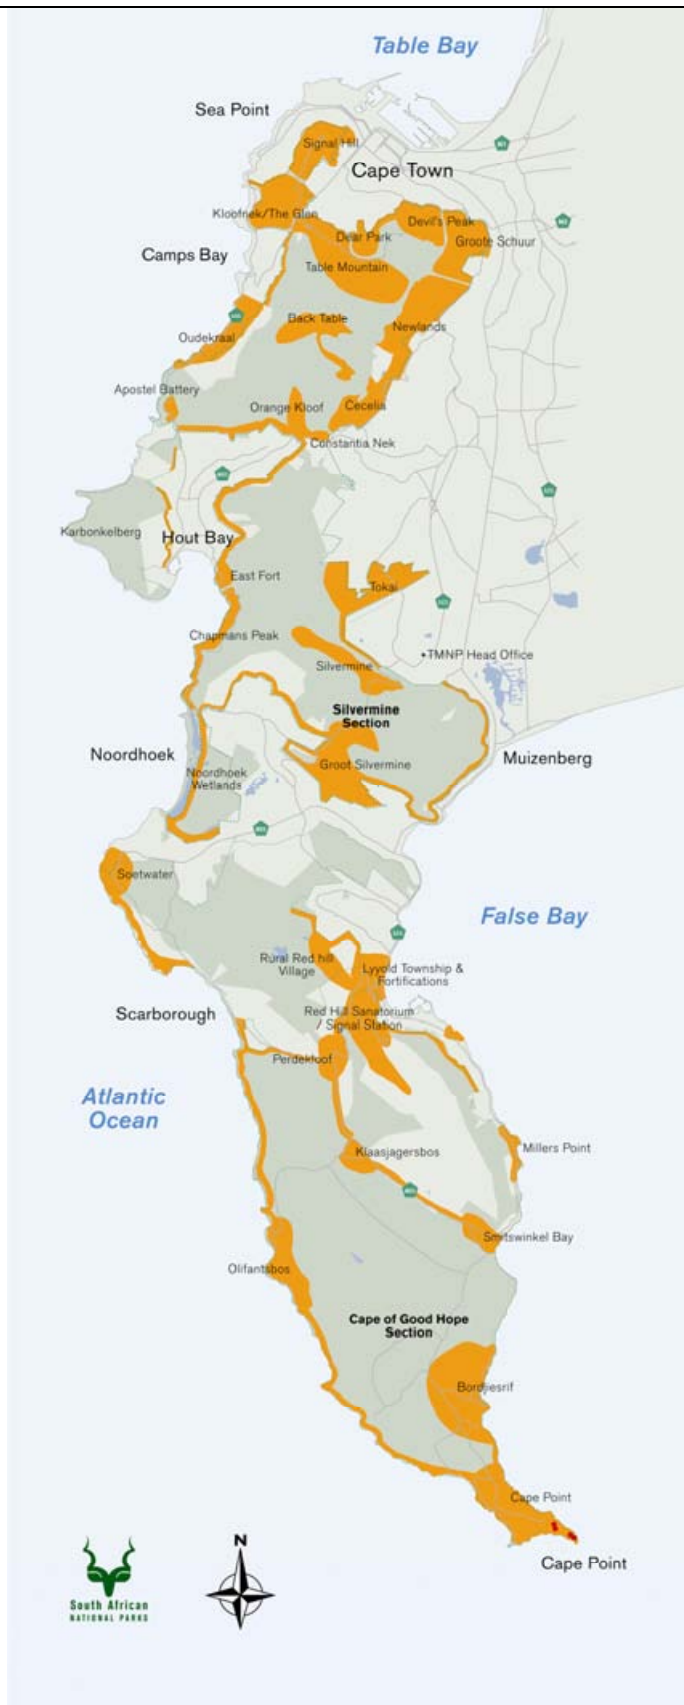 Table Bay
Sea Point
Signal Hill
Cape Town
Kloofnek/The Glen
Devil's Peak
Dear Park
Groote Schuur
Camps Bay
Table Mountain
Back Table
Newlands
Oudekraal
Apostel Battery
Orange Kloof
Cecelia
Constantia Nek
Karbonkelberg
Hout Bay
East Fort
Tokai
Chapmans Peak
TMNP Head Office
Silvermine
Silvermine
Section
Noordhoek
Muizenberg
Groot Silvermine
Noordhoek
Wetlands
Soetwater
False Bay
Rural Red hill
Village
Lyvold Township &
Fortifications
Scarborough
Red Hill Sanatorium
/ Signal Station
Perdekloof
Atlantic
Ocean
Klaasjagersbos
Millers Point
Smitswinkel Bay
Olifantsbos
Cape of Good Hope
Section
Bordjiesrif
Cape Point
Cape Point
N
South African
NATIONAL PARKS